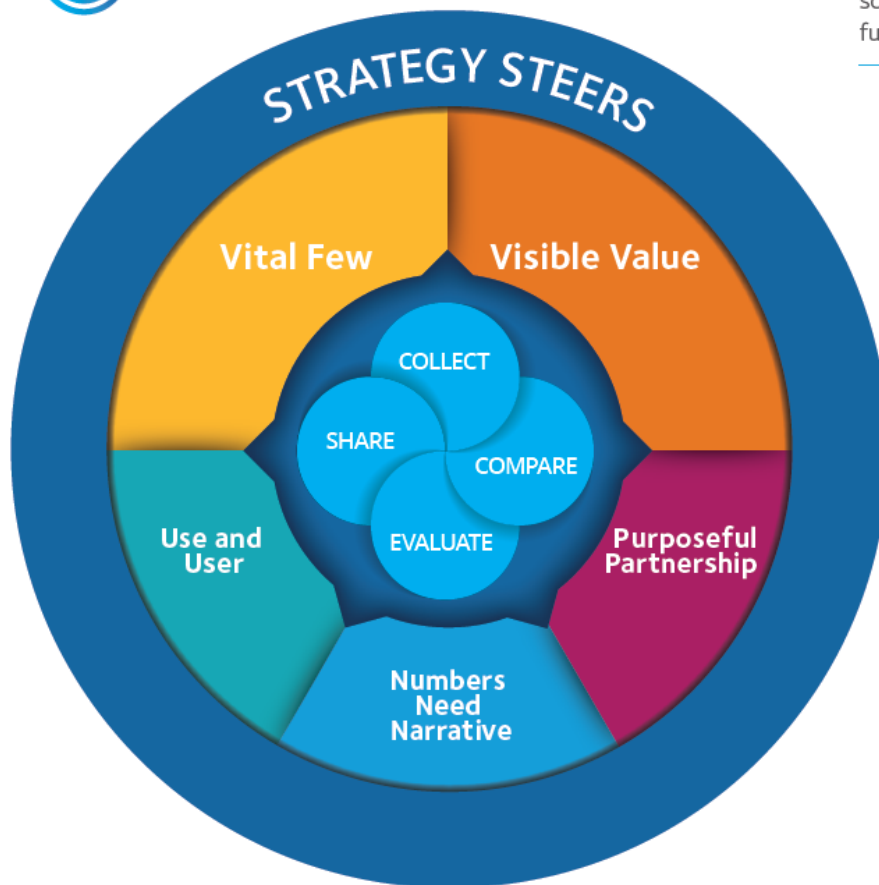 STRATEGY STEERS
Vital Few
Visible Value
COLLECT
SHARE
COMPARE
EVALUATE
Use and
User
Purposeful
Partnership
Numbers
Need
Narrative